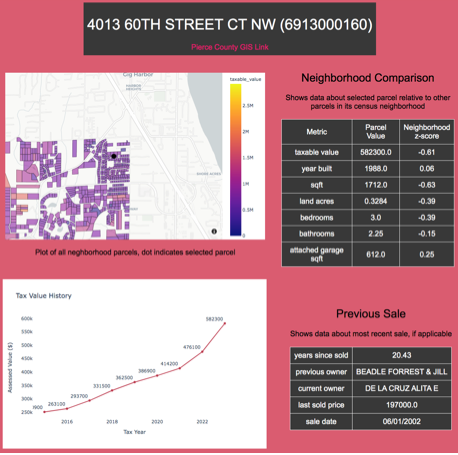 4013 60TH STREET CT NW (6913000160)
Pierce County GIS Link
Gig Harbor
taxable_value
2.5M
2M
1.5M
1M
0.5M
0
Plot of all neghborhood parcels, dot indicates selected parcel
Neighborhood Comparison
Shows data about selected parcel relative to other
parcels in its census neighborhood
Metric Parcel Value Neighborhood z-score
taxable value 582300.0 -0.61
year built 1988.0 0.06
sqft 1712.0 -0.63
land acres 0.3284 -0.39
bedrooms 3.0 -0.39
bathrooms 2.25 -0.15
attached garage sqft 612.0 0.25
Tax Value History
Assessed Value ($)
600k
550k
500k
450k
400k
350k
300k
250k
263100
293700
331500
362500
386900
414200
476100
582300
2016 2018 2020 2022
Tax Year
Previous Sale
Shows data about most recent sale, if applicable
years since sold 20.43
previous owner BEADLE FORREST & JILL
current owner DE LA CRUZ ALITA E
last sold price 197000.0
sale date 06/01/2002